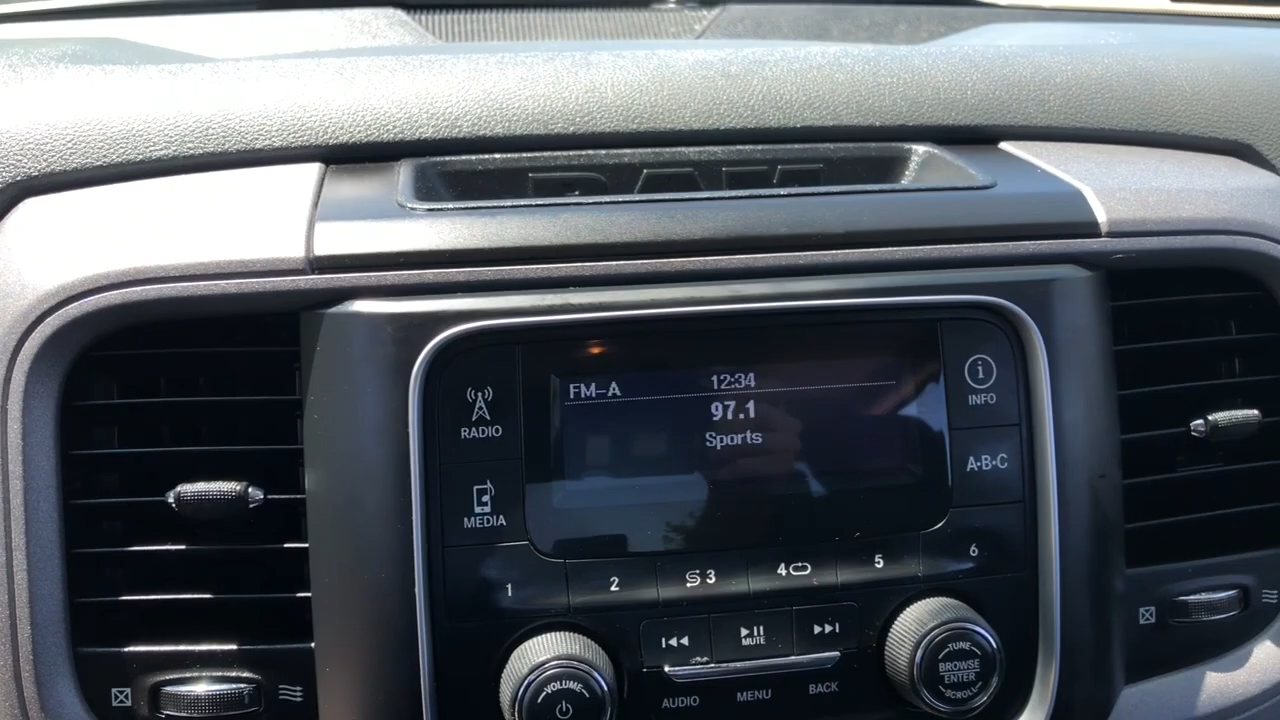 RAM
FM-A 12:34
97.1
Sports
RADIO
MEDIA
i
INFO
A•B•C
1
2
3
4
5
6
MUTE
VOLUME
AUDIO
MENU
BACK
TUNE
BROWSE
ENTER
SCROLL